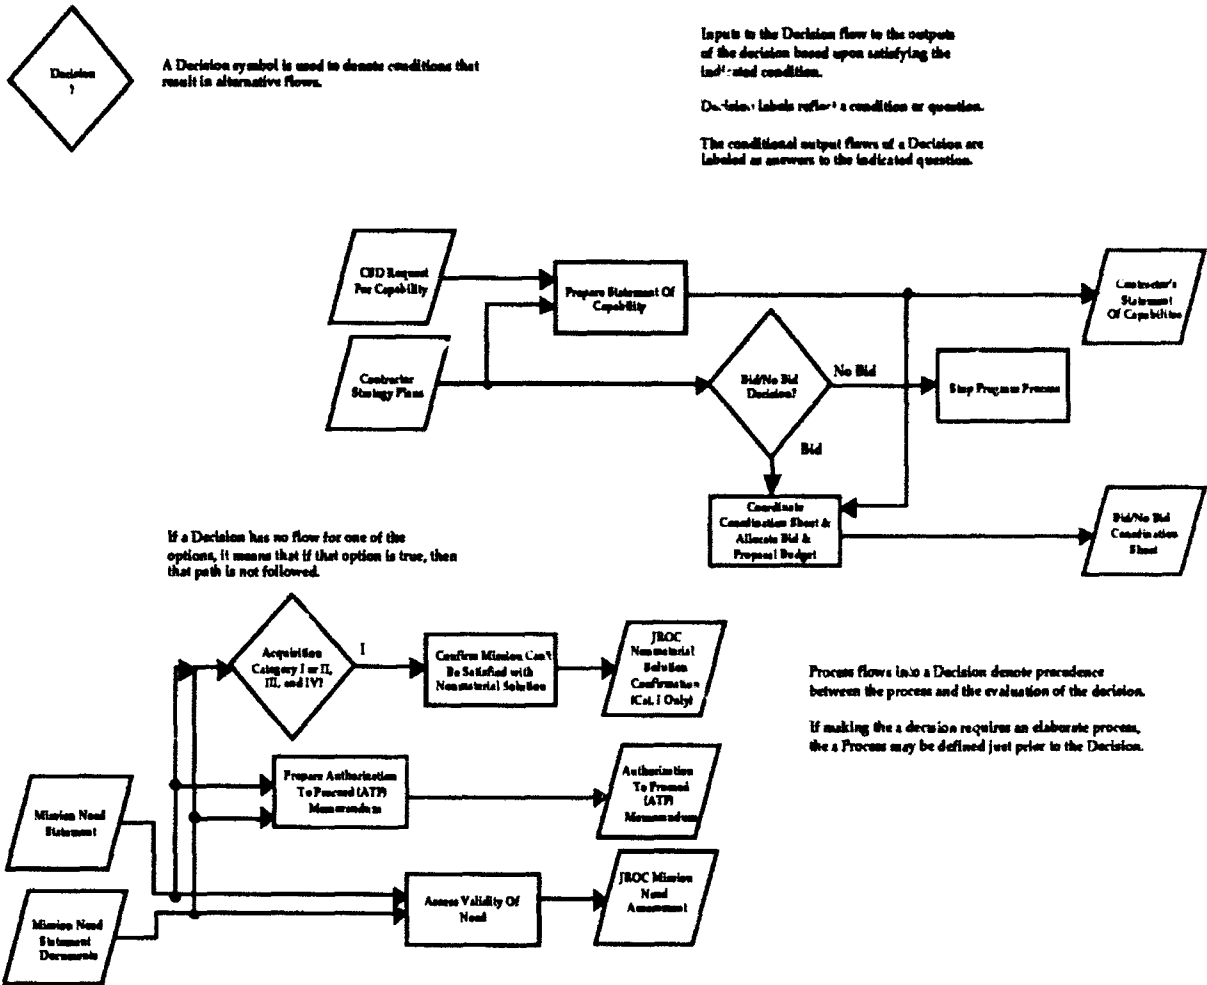 Decision
?
A Decision symbol is used to denote conditions that
result in alternative flows.
Inputs to the Decision flow to the outputs
of the decision based upon satisfying the
indicated condition.
Decision labels reflect a condition or question.
The conditional output flows of a Decision are
labeled as answers to the indicated question.
CBD Request
For Capability
Prepare Statement Of
Capability
Contractor's
Statement
Of Capabilities
Contractor
Strategy Plans
Bid/No Bid
Decision?
No Bid
Stop Program Process
Bid
Coordinate
Coordination Sheet &
Allocate Bid &
Proposal Budget
Bid/No Bid
Coordination
Sheet
If a Decision has no flow for one of the
options, it means that if that option is true, then
that path is not followed.
Acquisition
Category I or II,
III, and IV?
I
Confirm Mission Can't
Be Satisfied with
Nonmaterial Solution
JROC
Nonmaterial
Solution
Confirmation
(Cat. I Only)
Process flows into a Decision denote precedence
between the process and the evaluation of the decision.
If making the a decision requires an elaborate process,
the a Process may be defined just prior to the Decision.
Prepare Authorization
To Proceed (ATP)
Memorandum
Authorization
To Proceed
(ATP)
Memorandum
Mission Need
Statement
Assess Validity Of
Need
JROC Mission
Need
Assessment
Mission Need
Statement
Documents